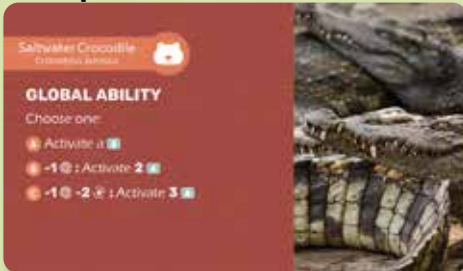 Saltwater Crocodile
GLOBAL ABILITY
Choose one:
A Activate a
B -1 : Activate 2
C -1 -2 : Activate 3